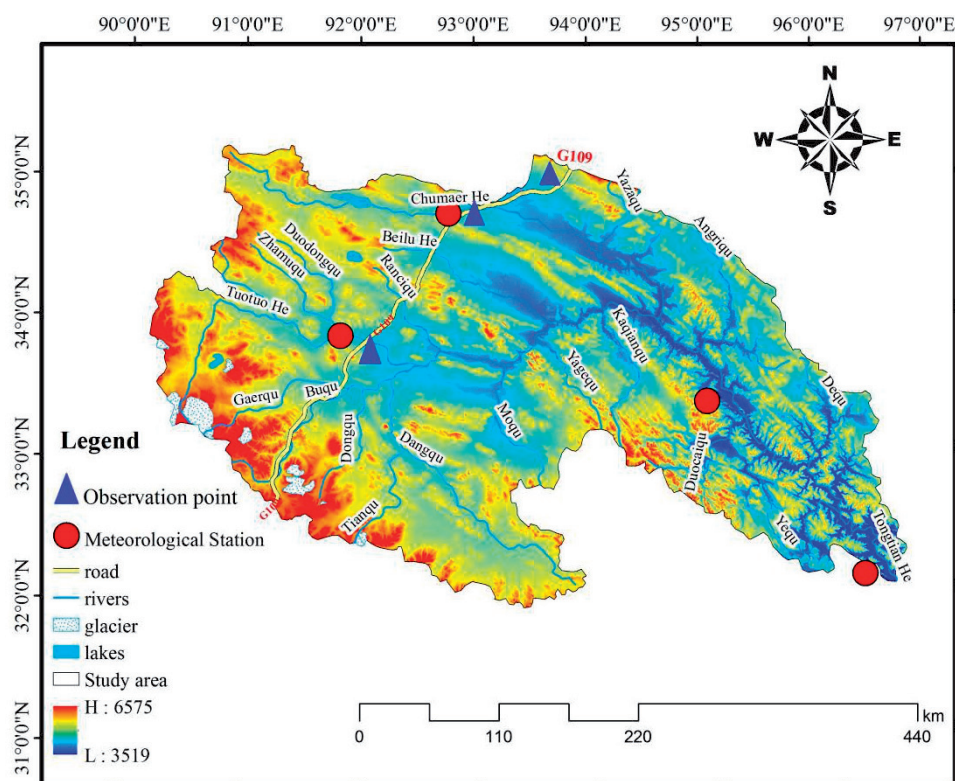 90°0'0"E 91°0'0"E 92°0'0"E 93°0'0"E 94°0'0"E 95°0'0"E 96°0'0"E 97°0'0"E
N
W E
S
35°0'0"N
34°0'0"N
33°0'0"N
32°0'0"N
31°0'0"N
G109
Yazaqu
Chumaer He
Angriqu
Beilu He
Duodongqu
Zhamuqu
Ranciqu
Tuotuo He
Kaqianqu
Yagequ
Gaerqu
Buqu
Dequ
Moqu
Dongqu
Dangqu
Duocaiqu
Tianqu
Yequ
Tongtian He
Legend
Observation point
Meteorological Station
road
rivers
glacier
lakes
Study area
H : 6575
L : 3519
km
0 110 220 440